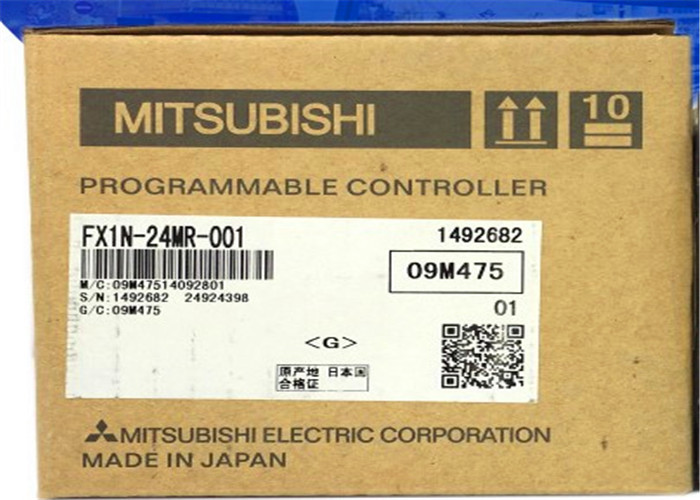 MITSUBISHI
10
PROGRAMMABLE CONTROLLER
FX1N-24MR-001
1492682
M/C:09M47514092801
S/N:1492682 24924398
G/C:09M475
09M475
01
<G>
原产地 日本国
合格证
MITSUBISHI ELECTRIC CORPORATION
MADE IN JAPAN